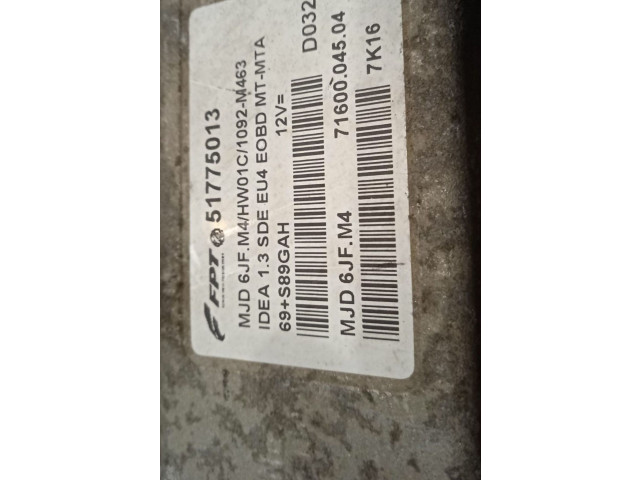 FPT 51775013
MJD 6JF.M4/HW01C/1092-M463
IDEA 1.3 SDE EU4 EOBD MT-MTA
69+S89GAH 12V= D032
MJD 6JF.M4 71600.045.04
7K16